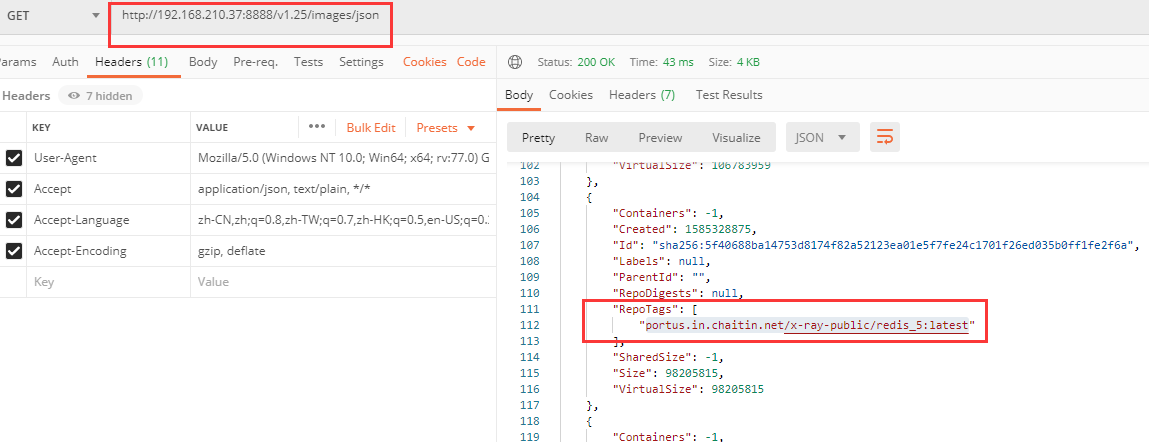 GET http://192.168.210.37:8888/v1.25/images/json
Params Auth Headers (11) Body Pre-req. Tests Settings Cookies Code
Headers 7 hidden
KEY VALUE ••• Bulk Edit Presets
User-Agent Mozilla/5.0 (Windows NT 10.0; Win64; x64; rv:77.0) G
Accept application/json, text/plain, */*
Accept-Language zh-CN,zh;q=0.8,zh-TW;q=0.7,zh-HK;q=0.5,en-US;q=0.
Accept-Encoding gzip, deflate
Key Value
Status: 200 OK Time: 43 ms Size: 4 KB
Body Cookies Headers (7) Test Results
Pretty Raw Preview Visualize JSON
102 "VirtualSize": 106783959
103 },
104 {
105 "Containers": -1,
106 "Created": 1585328875,
107 "Id": "sha256:5f40688ba14753d8174f82a52123ea01e5f7fe24c1701f26ed035b0ff1fe2f6a",
108 "Labels": null,
109 "ParentId": "",
110 "RepoDigests": null,
111 "RepoTags": [
112 "portus.in.chaitin.net/x-ray-public/redis_5:latest"
113 ],
114 "SharedSize": -1,
115 "Size": 98205815,
116 "VirtualSize": 98205815
117 },
118 {
119 "Containers": -1,